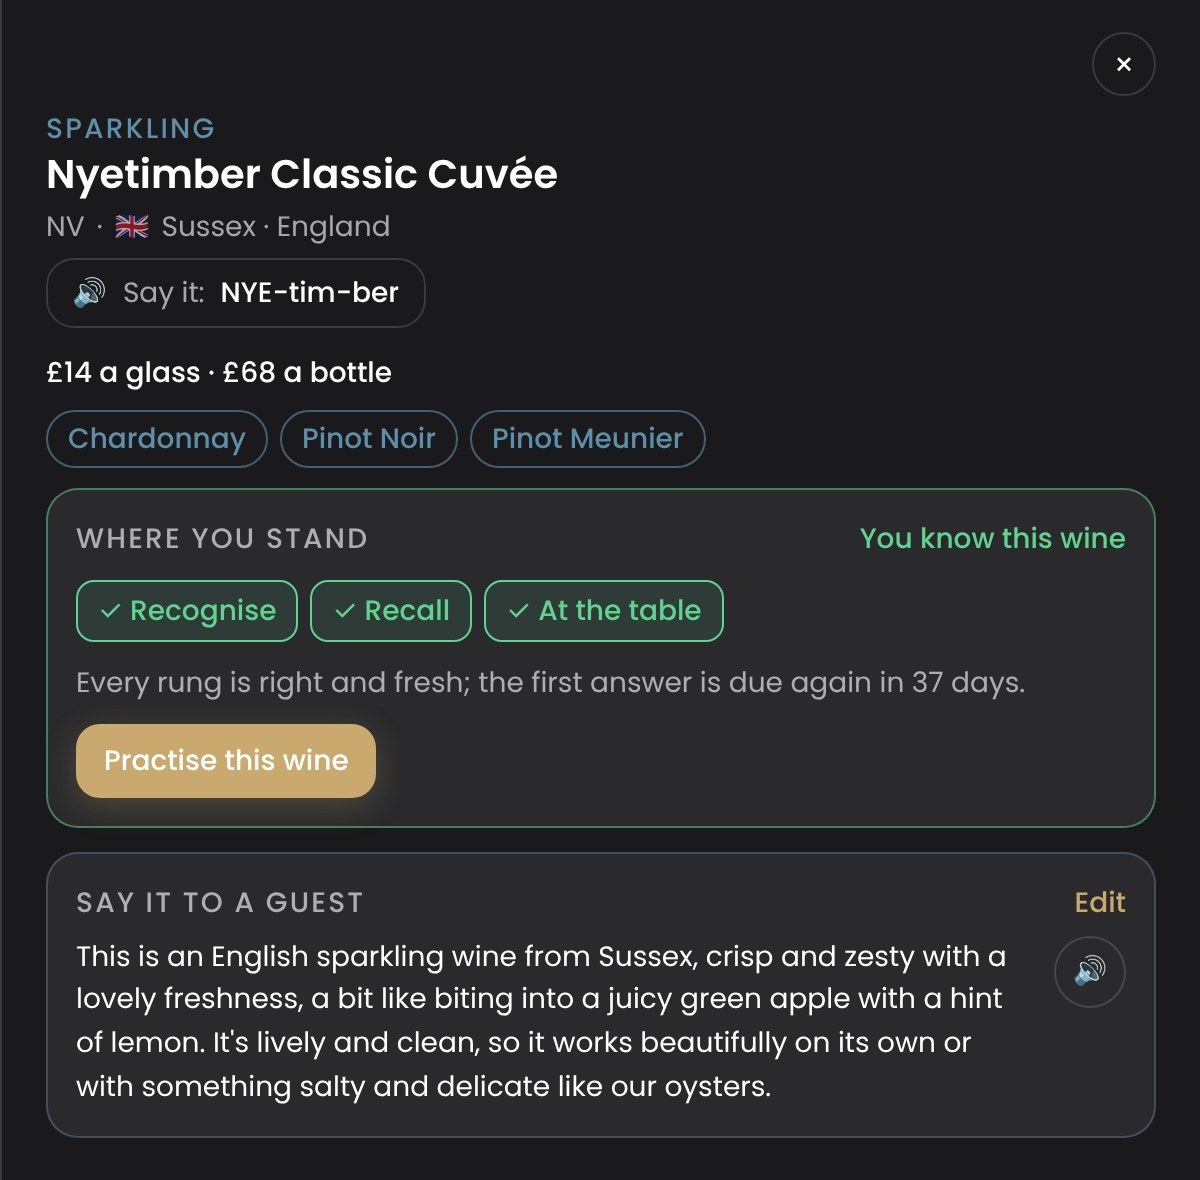 ×
SPARKLING
Nyetimber Classic Cuvée
NV · Sussex · England
Say it: NYE-tim-ber
£14 a glass · £68 a bottle
Chardonnay Pinot Noir Pinot Meunier
WHERE YOU STAND You know this wine
✓ Recognise ✓ Recall ✓ At the table
Every rung is right and fresh; the first answer is due again in 37 days.
Practise this wine
SAY IT TO A GUEST Edit
This is an English sparkling wine from Sussex, crisp and zesty with a
lovely freshness, a bit like biting into a juicy green apple with a hint
of lemon. It's lively and clean, so it works beautifully on its own or
with something salty and delicate like our oysters.